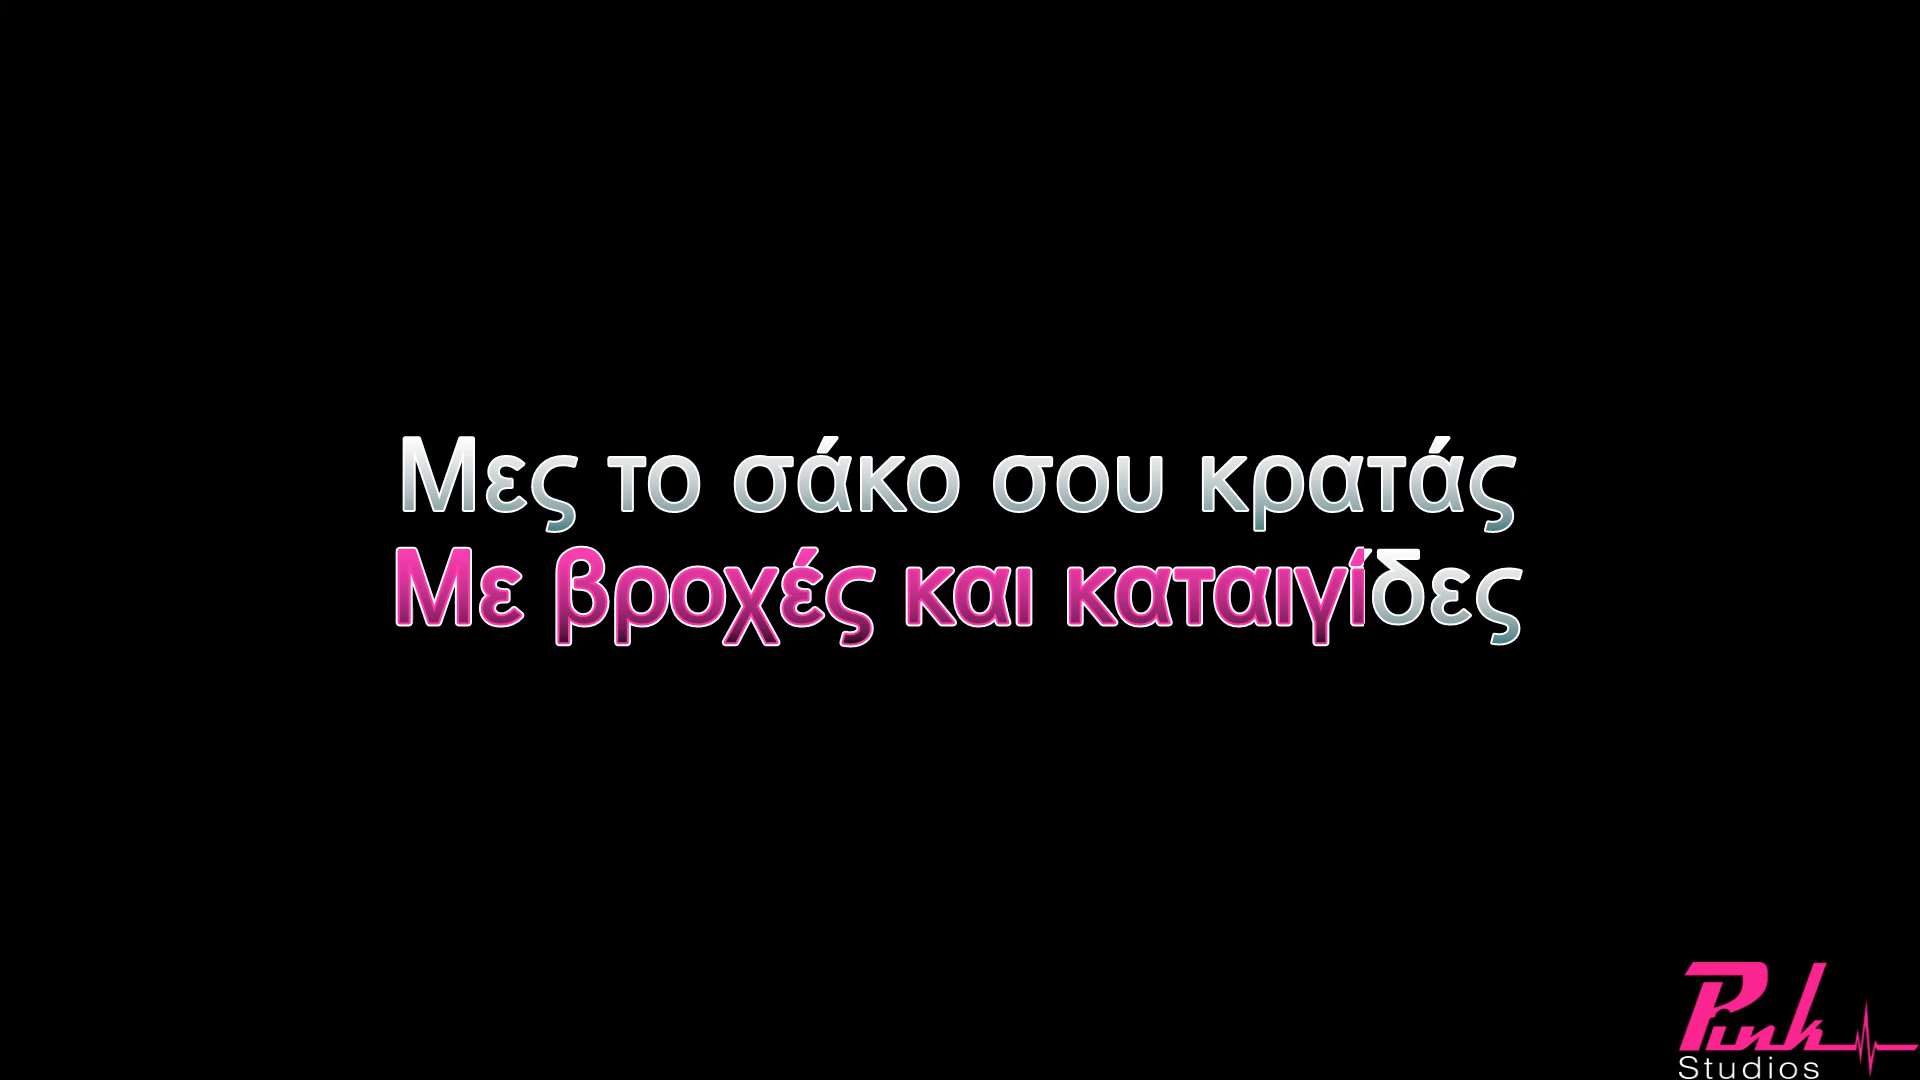 Μες το σάκο σου κρατάς
Με βροχές και καταιγίδες
Pink
Studios